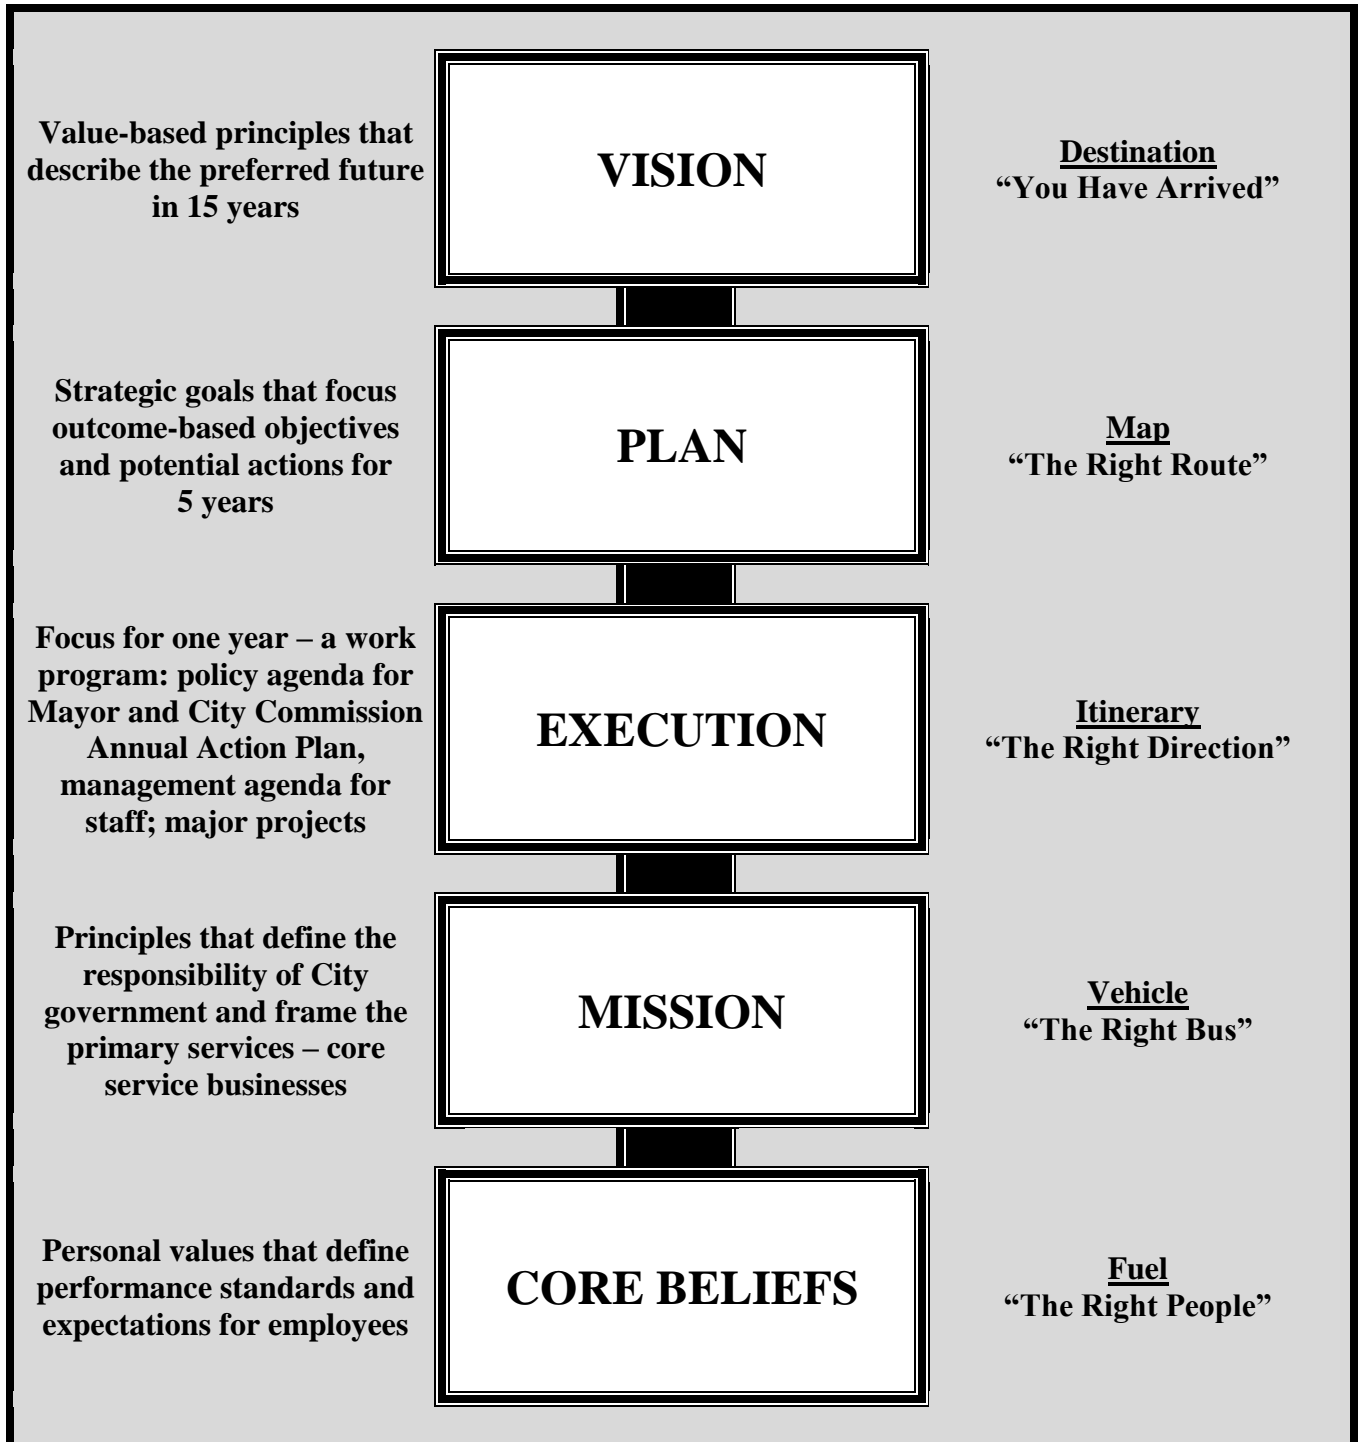 Value-based principles that
describe the preferred future
in 15 years
VISION
Destination
“You Have Arrived”
Strategic goals that focus
outcome-based objectives
and potential actions for
5 years
PLAN
Map
“The Right Route”
Focus for one year – a work
program: policy agenda for
Mayor and City Commission
Annual Action Plan,
management agenda for
staff; major projects
EXECUTION
Itinerary
“The Right Direction”
Principles that define the
responsibility of City
government and frame the
primary services – core
service businesses
MISSION
Vehicle
“The Right Bus”
Personal values that define
performance standards and
expectations for employees
CORE BELIEFS
Fuel
“The Right People”